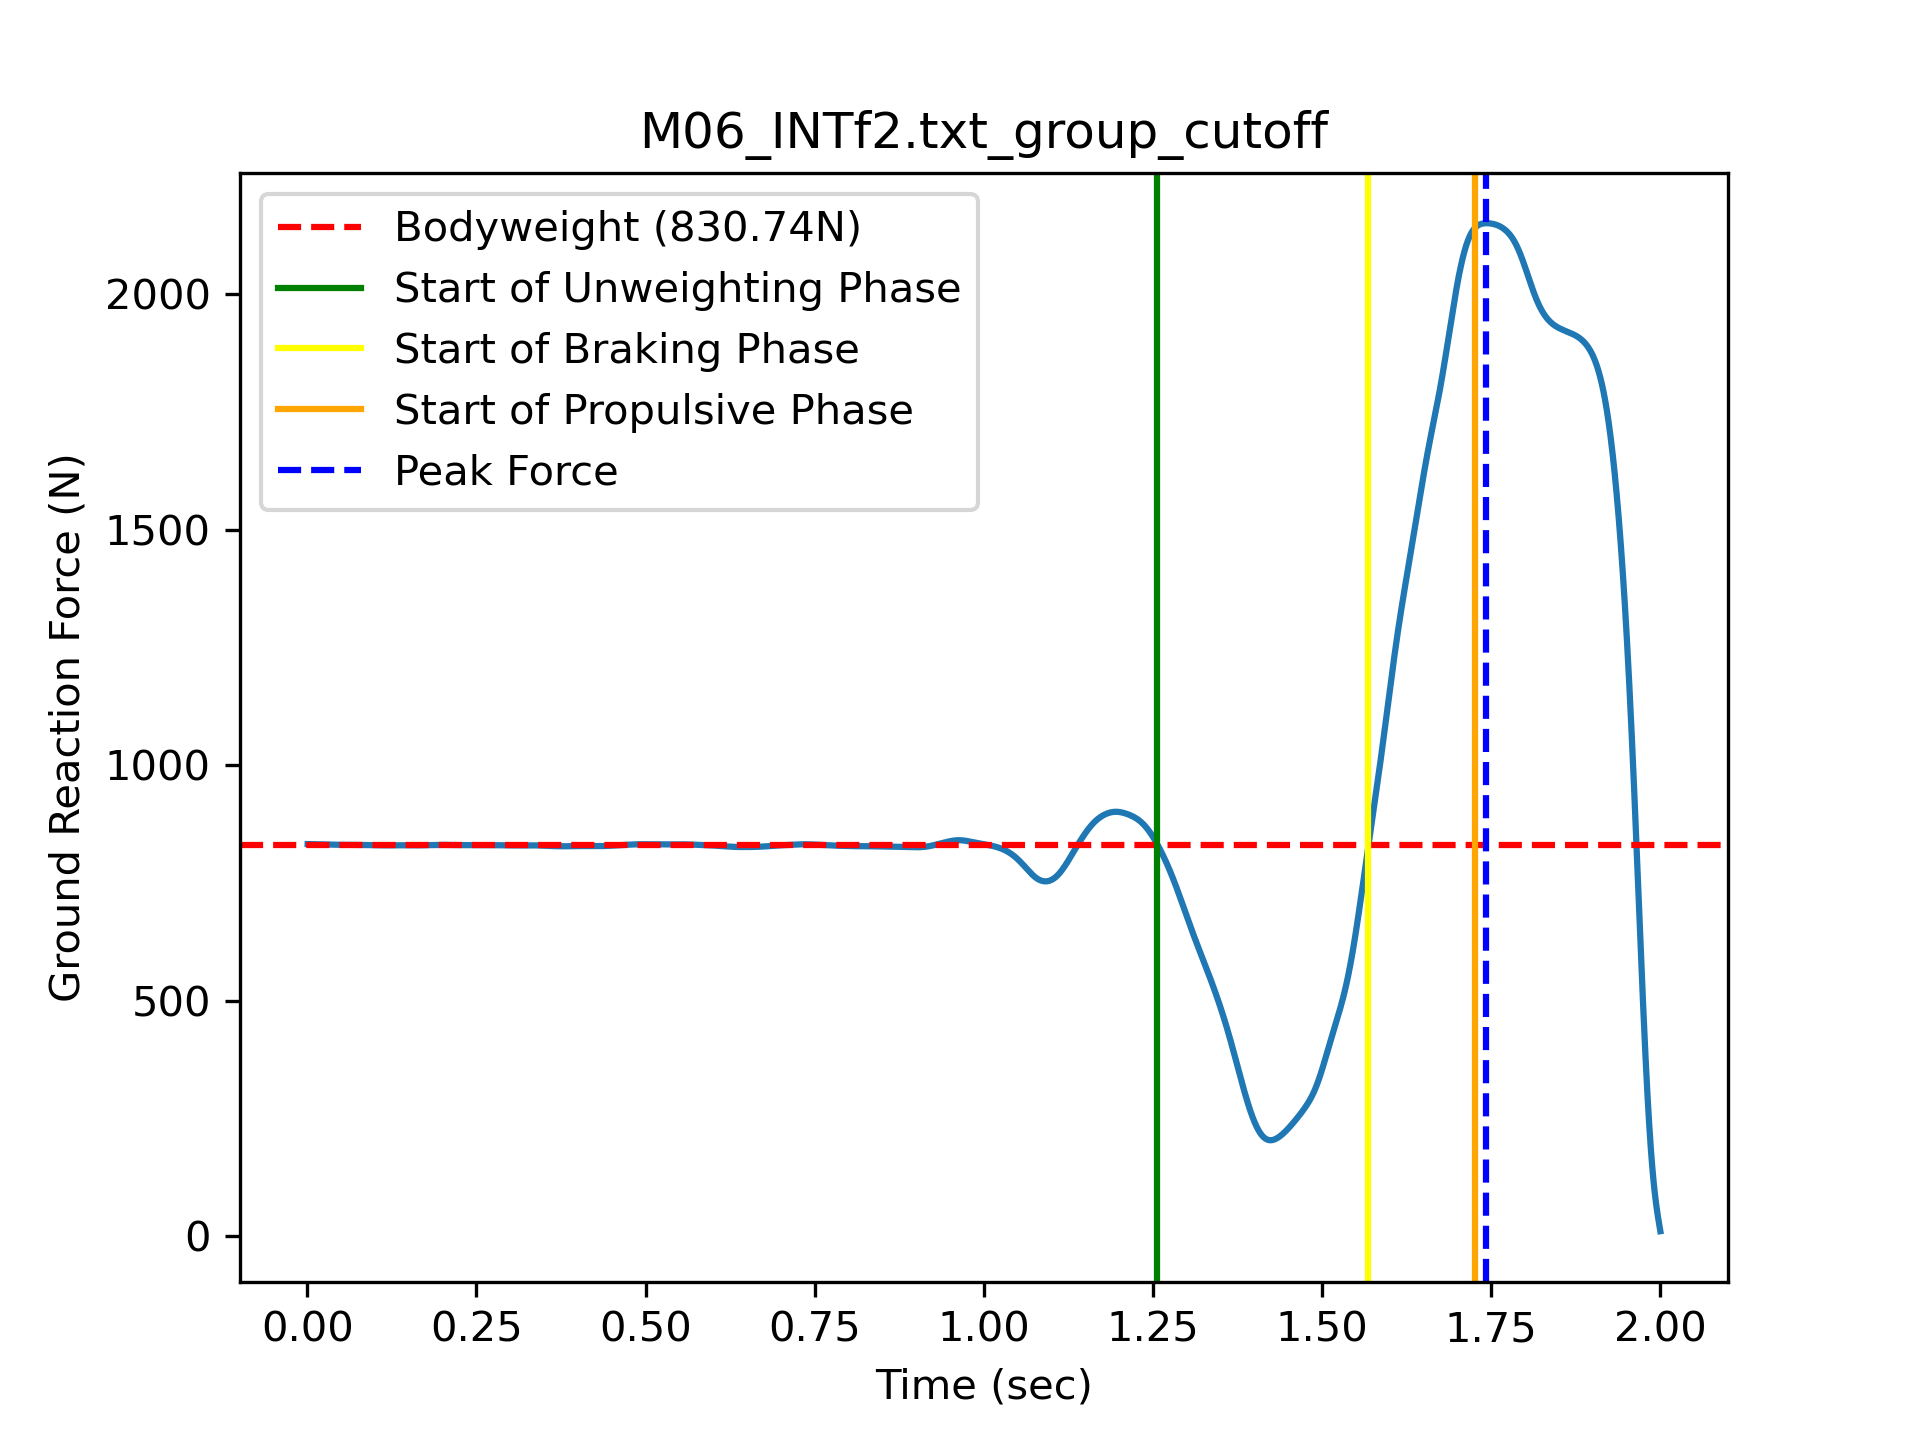 M06_INTf2.txt_group_cutoff
Bodyweight (830.74N)
Start of Unweighting Phase
Start of Braking Phase
Start of Propulsive Phase
Peak Force
Ground Reaction Force (N)
2000
1500
1000
500
0
0.00 0.25 0.50 0.75 1.00 1.25 1.50 1.75 2.00
Time (sec)